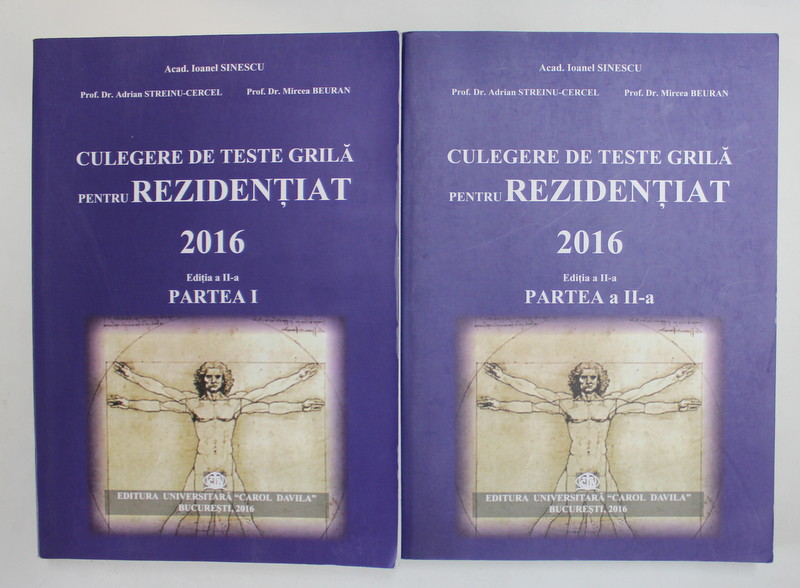 Acad. Ioanel SINESCU
Prof. Dr. Adrian STREINU-CERCEL Prof. Dr. Mircea BEURAN
CULEGERE DE TESTE GRILĂ
PENTRU REZIDENȚIAT
2016
Ediția a II-a
PARTEA I
EDITURA UNIVERSITARĂ "CAROL DAVILA"
BUCUREȘTI, 2016
Acad. Ioanel SINESCU
Prof. Dr. Adrian STREINU-CERCEL Prof. Dr. Mircea BEURAN
CULEGERE DE TESTE GRILĂ
PENTRU REZIDENȚIAT
2016
Ediția a II-a
PARTEA a II-a
EDITURA UNIVERSITARĂ "CAROL DAVILA"
BUCUREȘTI, 2016